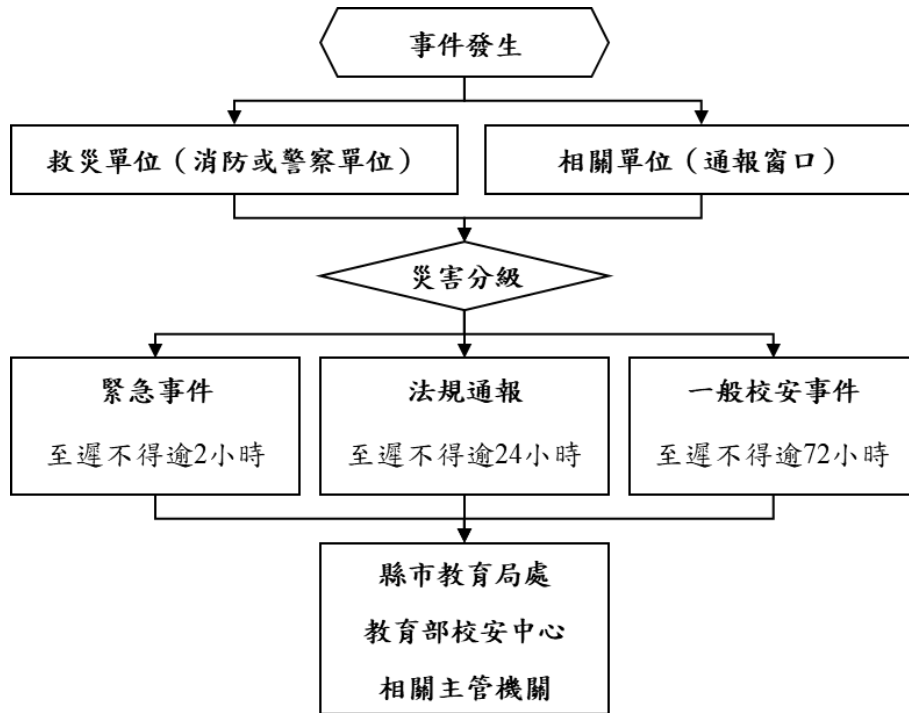 事件發生
救災單位（消防或警察單位）
相關單位（通報窗口）
災害分級
緊急事件
至遲不得逾2小時
法規通報
至遲不得逾24小時
一般校安事件
至遲不得逾72小時
縣市教育局處
教育部校安中心
相關主管機關